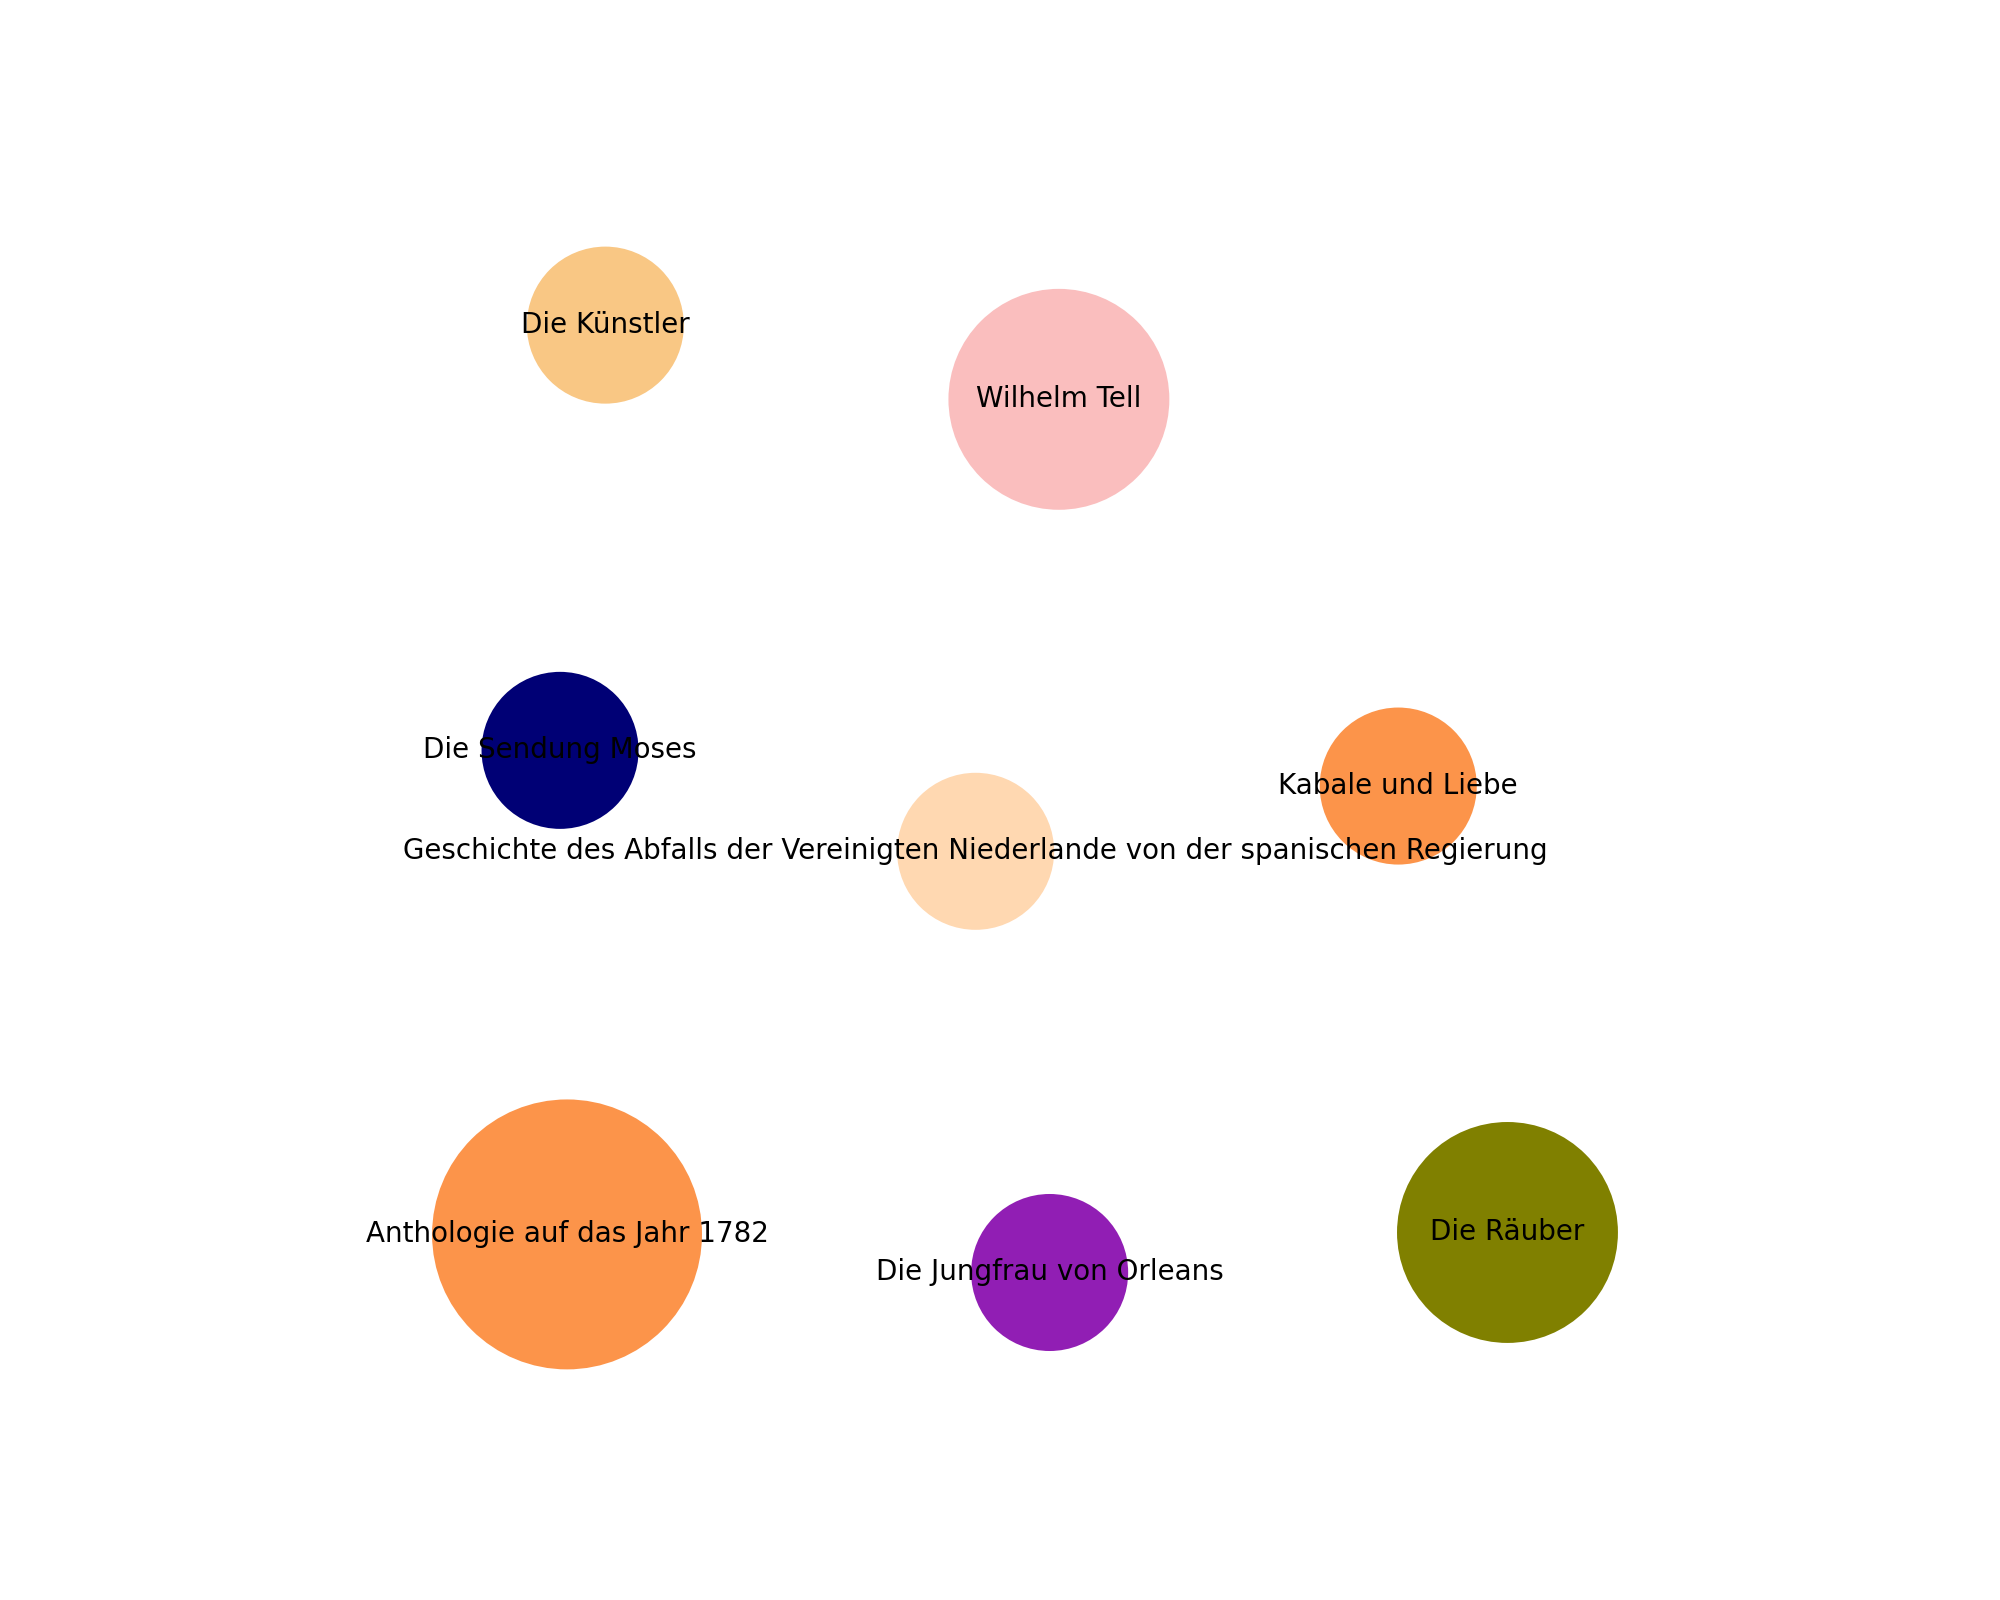 Die Künstler
Wilhelm Tell
Die Sendung Moses
Kabale und Liebe
Geschichte des Abfalls der Vereinigten Niederlande von der spanischen Regierung
Anthologie auf das Jahr 1782
Die Jungfrau von Orleans
Die Räuber